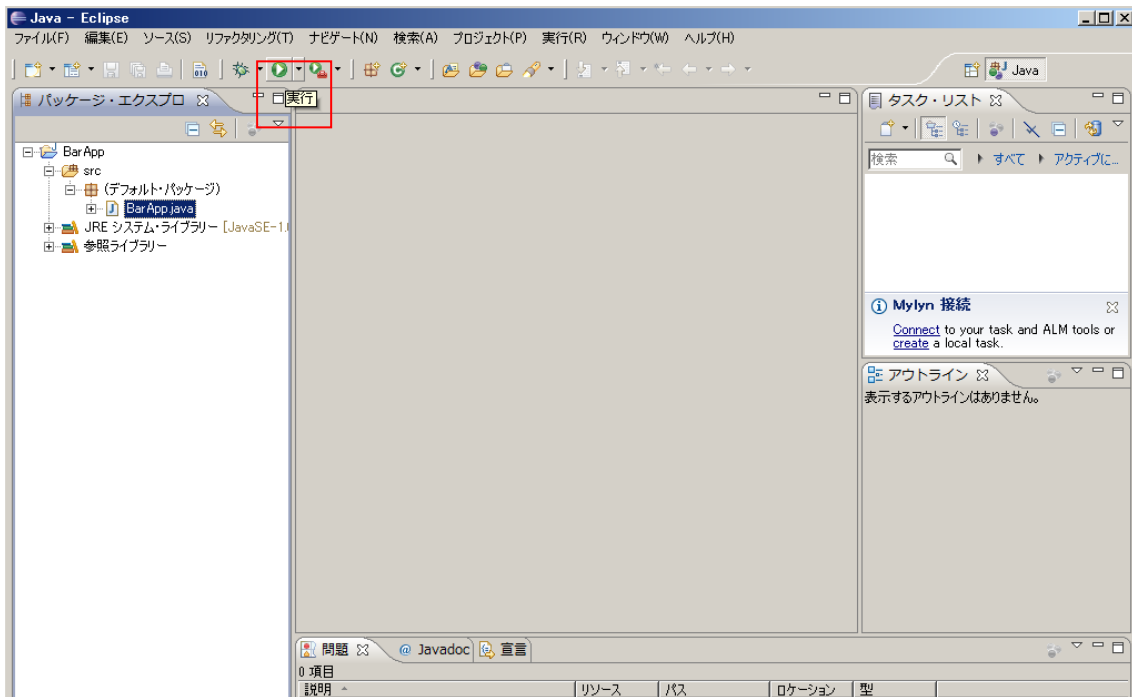 Java - Eclipse
ファイル(F) 編集(E) ソース(S) リファクタリング(T) ナビゲート(N) 検索(A) プロジェクト(P) 実行(R) ウィンドウ(W) ヘルプ(H)
Java
パッケージ・エクスプロ
実行
タスク・リスト
検索
すべて
アクティブに...
BarApp
src
(デフォルト・パッケージ)
BarApp.java
JRE システム・ライブラリー [JavaSE-1.
参照ライブラリー
Mylyn 接続
Connect to your task and ALM tools or
create a local task.
アウトライン
表示するアウトラインはありません。
問題
@ Javadoc
宣言
0 項目
説明
リソース
パス
ロケーション
型